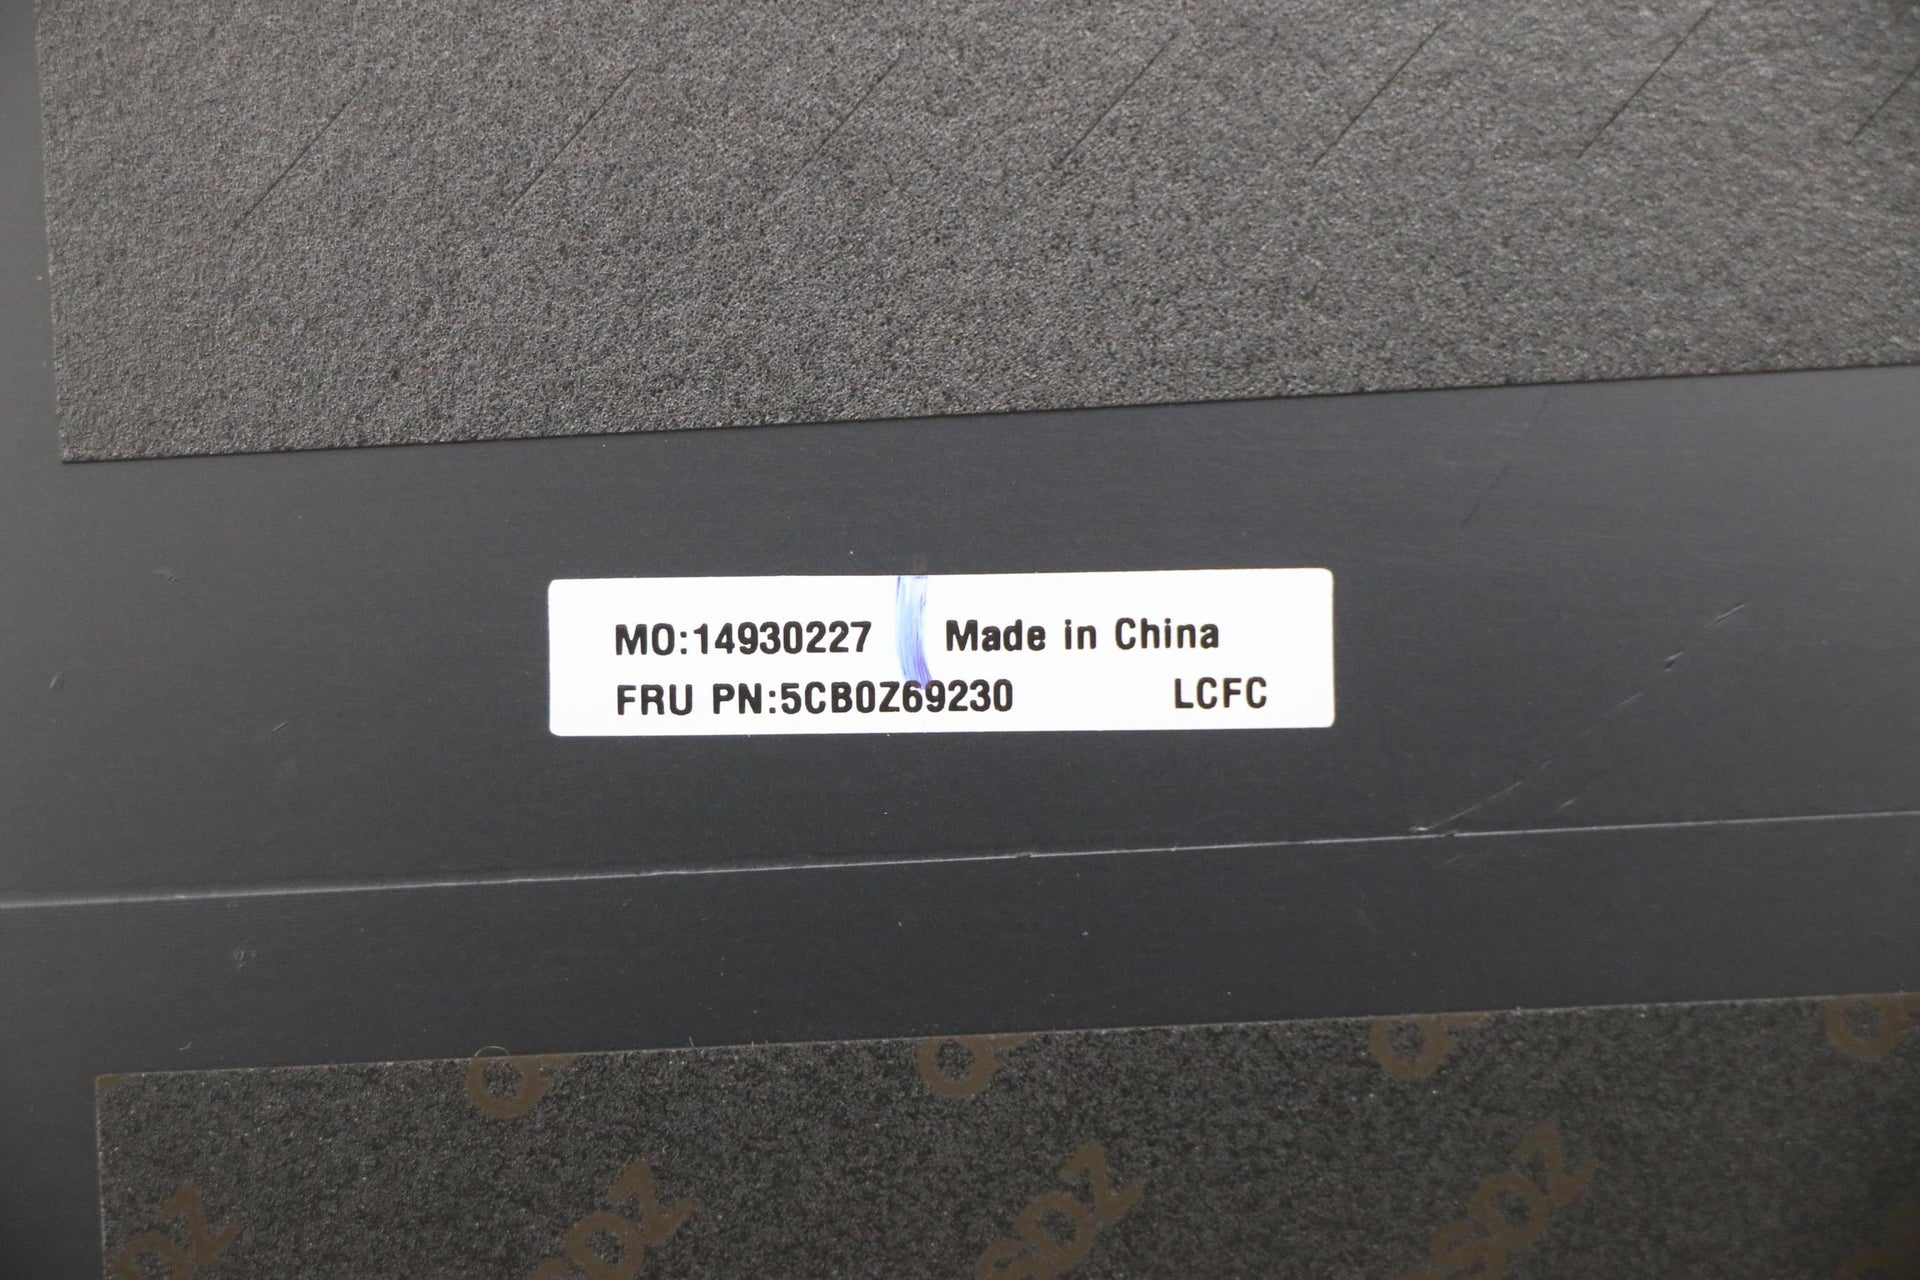 MO:14930227 Made in China
FRU PN:5CB0Z69230 LCFC